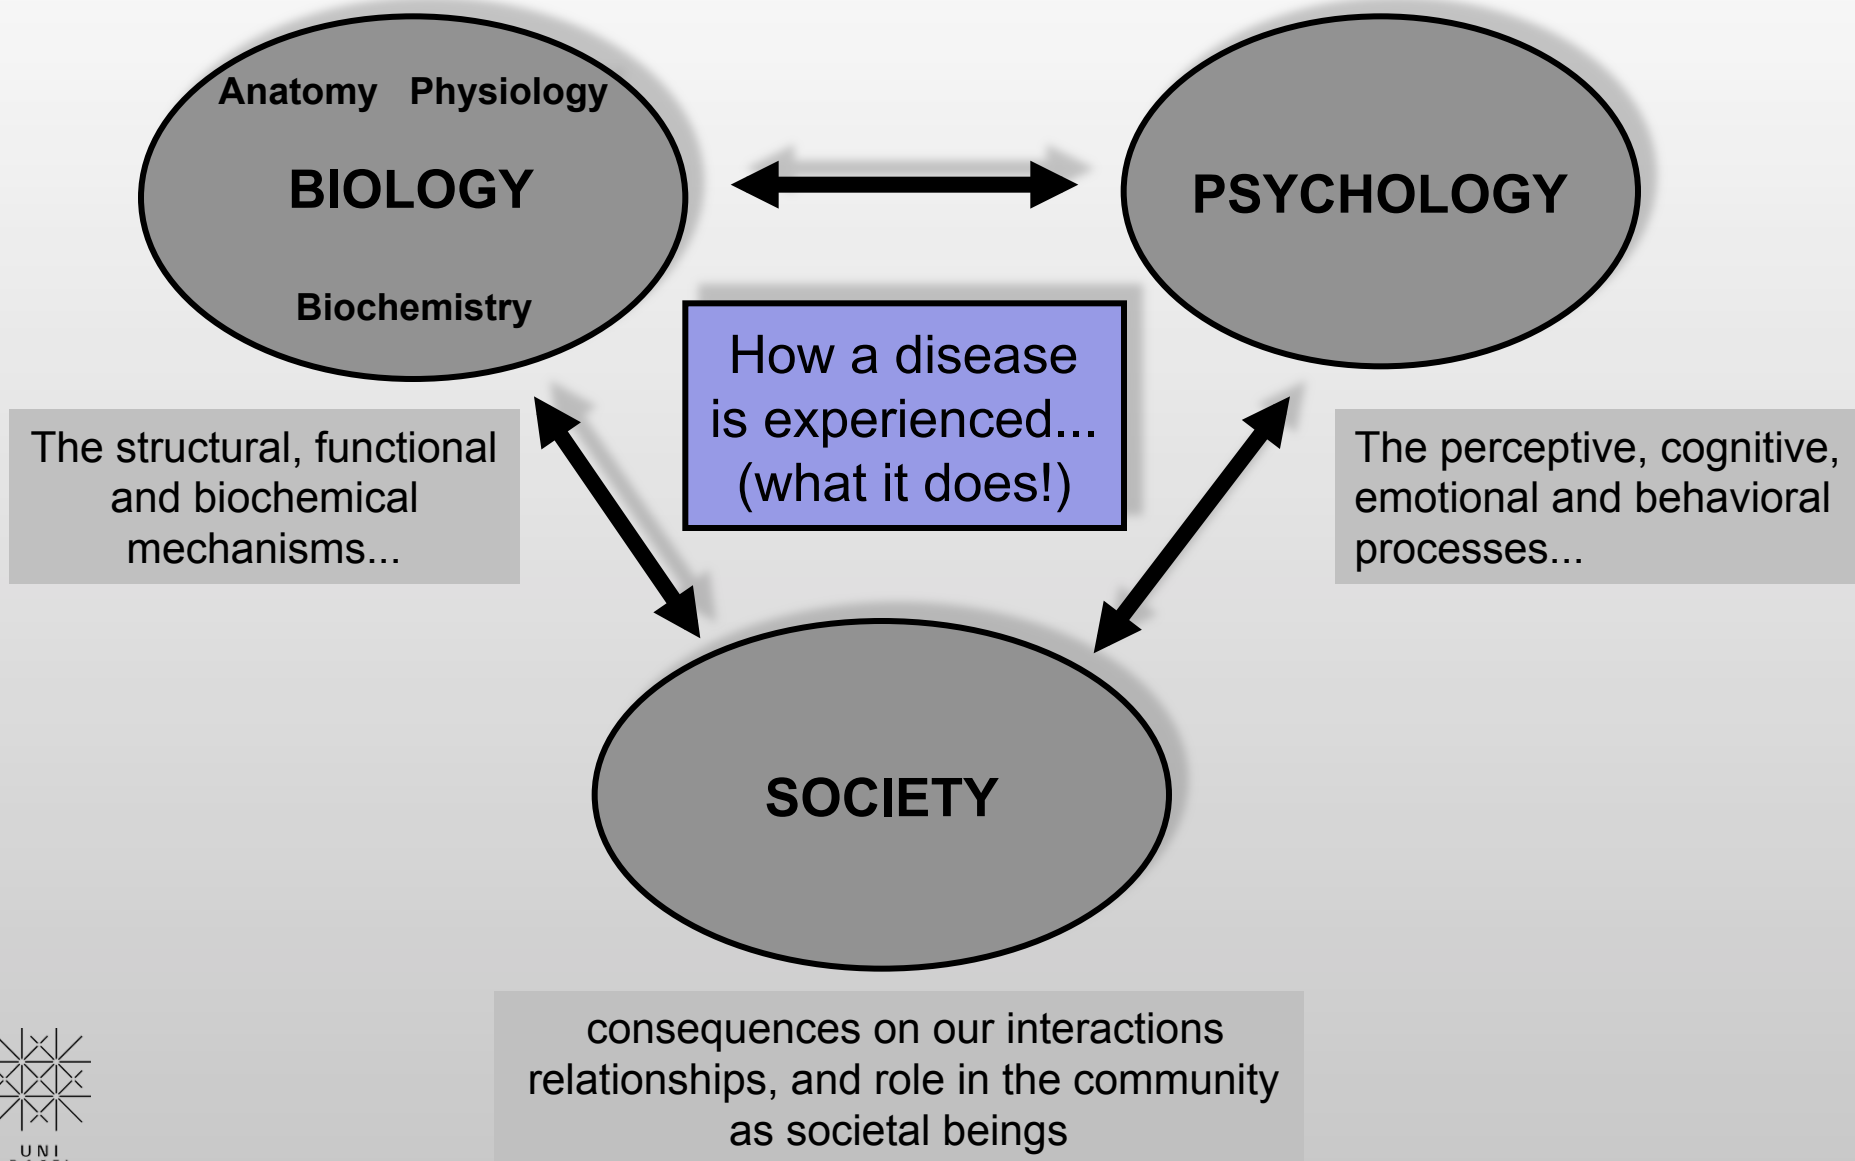 Anatomy Physiology
BIOLOGY
Biochemistry
PSYCHOLOGY
How a disease
is experienced...
(what it does!)
The structural, functional
and biochemical
mechanisms...
The perceptive, cognitive,
emotional and behavioral
processes...
SOCIETY
consequences on our interactions
relationships, and role in the community
as societal beings
UNI